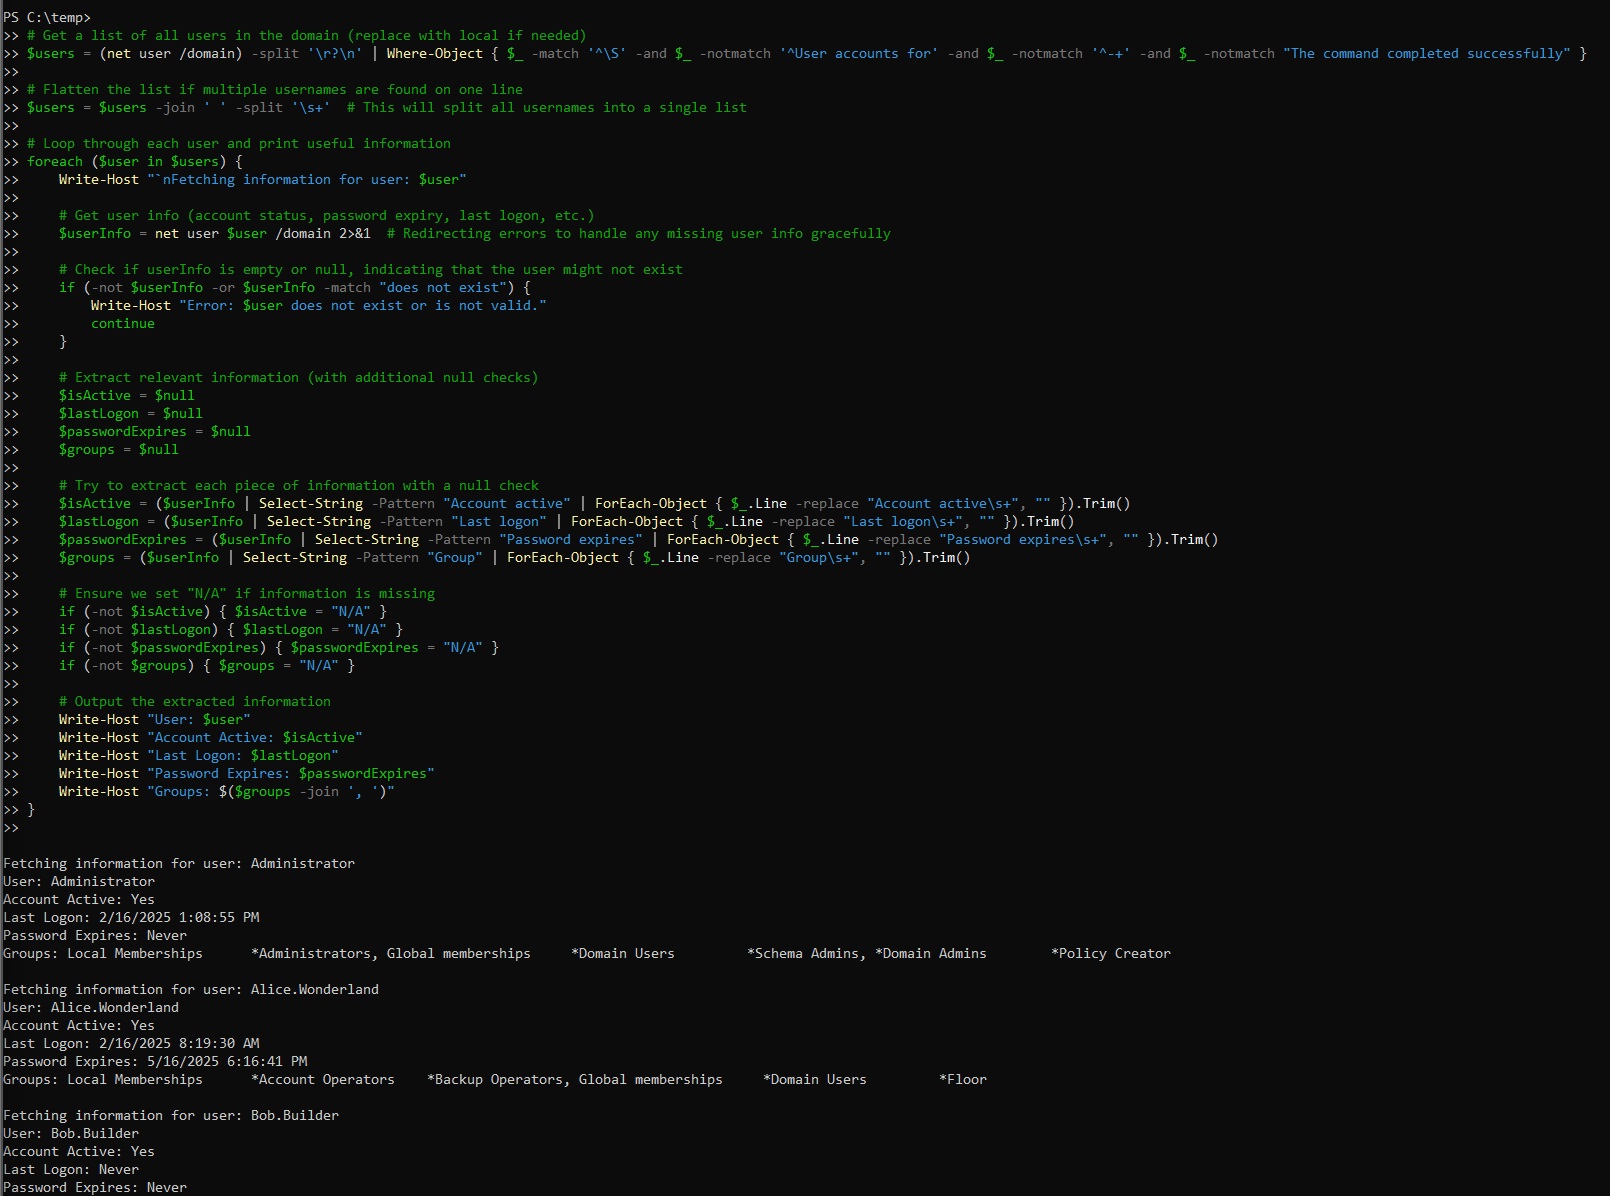 PS C:\temp>
>> # Get a list of all users in the domain (replace with local if needed)
>> $users = (net user /domain) -split '\r?\n' | Where-Object { $_ -match '^\S' -and $_ -notmatch '^User accounts for' -and $_ -notmatch '^-+' -and $_ -notmatch "The command completed successfully" }
>>
>> # Flatten the list if multiple usernames are found on one line
>> $users = $users -join ' ' -split '\s+'  # This will split all usernames into a single list
>>
>> # Loop through each user and print useful information
>> foreach ($user in $users) {
>>     Write-Host "`nFetching information for user: $user"
>>
>>     # Get user info (account status, password expiry, last logon, etc.)
>>     $userInfo = net user $user /domain 2>&1  # Redirecting errors to handle any missing user info gracefully
>>
>>     # Check if userInfo is empty or null, indicating that the user might not exist
>>     if (-not $userInfo -or $userInfo -match "does not exist") {
>>         Write-Host "Error: $user does not exist or is not valid."
>>         continue
>>     }
>>
>>     # Extract relevant information (with additional null checks)
>>     $isActive = $null
>>     $lastLogon = $null
>>     $passwordExpires = $null
>>     $groups = $null
>>
>>     # Try to extract each piece of information with a null check
>>     $isActive = ($userInfo | Select-String -Pattern "Account active" | ForEach-Object { $_.Line -replace "Account active\s+", "" }).Trim()
>>     $lastLogon = ($userInfo | Select-String -Pattern "Last logon" | ForEach-Object { $_.Line -replace "Last logon\s+", "" }).Trim()
>>     $passwordExpires = ($userInfo | Select-String -Pattern "Password expires" | ForEach-Object { $_.Line -replace "Password expires\s+", "" }).Trim()
>>     $groups = ($userInfo | Select-String -Pattern "Group" | ForEach-Object { $_.Line -replace "Group\s+", "" }).Trim()
>>
>>     # Ensure we set "N/A" if information is missing
>>     if (-not $isActive) { $isActive = "N/A" }
>>     if (-not $lastLogon) { $lastLogon = "N/A" }
>>     if (-not $passwordExpires) { $passwordExpires = "N/A" }
>>     if (-not $groups) { $groups = "N/A" }
>>
>>     # Output the extracted information
>>     Write-Host "User: $user"
>>     Write-Host "Account Active: $isActive"
>>     Write-Host "Last Logon: $lastLogon"
>>     Write-Host "Password Expires: $passwordExpires"
>>     Write-Host "Groups: $($groups -join ', ')"
>> }
>>
Fetching information for user: Administrator
User: Administrator
Account Active: Yes
Last Logon: 2/16/2025 1:08:55 PM
Password Expires: Never
Groups: Local Memberships      *Administrators, Global memberships     *Domain Users         *Schema Admins, *Domain Admins        *Policy Creator
Fetching information for user: Alice.Wonderland
User: Alice.Wonderland
Account Active: Yes
Last Logon: 2/16/2025 8:19:30 AM
Password Expires: 5/16/2025 6:16:41 PM
Groups: Local Memberships      *Account Operators    *Backup Operators, Global memberships     *Domain Users         *Floor
Fetching information for user: Bob.Builder
User: Bob.Builder
Account Active: Yes
Last Logon: Never
Password Expires: Never